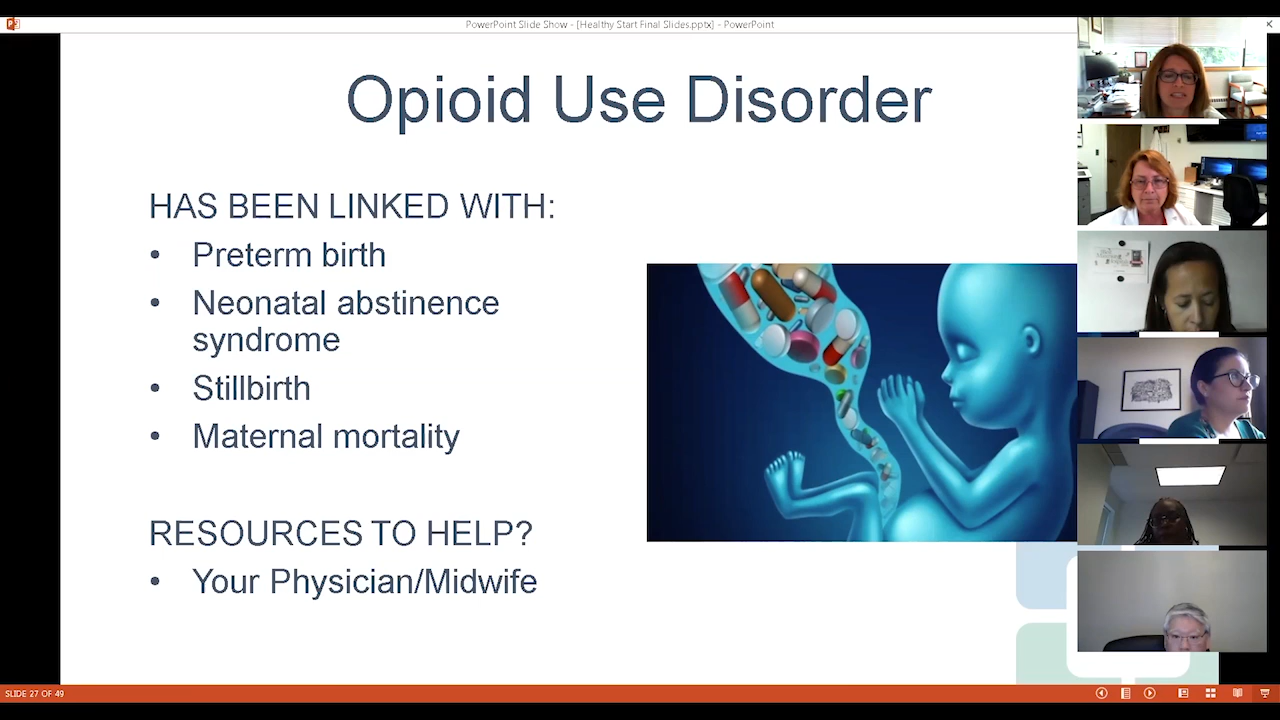 PowerPoint Slide Show - [Healthy Start Final Slides.pptx] - PowerPoint
Opioid Use Disorder
HAS BEEN LINKED WITH:
• Preterm birth
• Neonatal abstinence
syndrome
• Stillbirth
• Maternal mortality
RESOURCES TO HELP?
• Your Physician/Midwife
SLIDE 27 OF 49